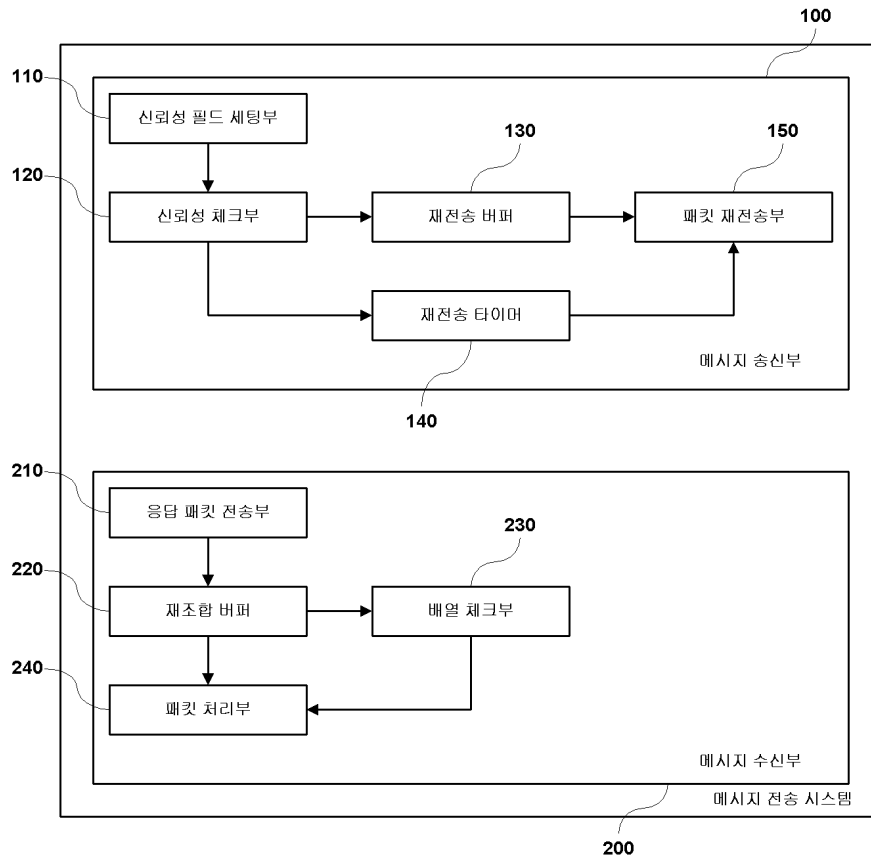 100
110
신뢰성 필드 세팅부
130
150
120
신뢰성 체크부
재전송 버퍼
패킷 재전송부
재전송 타이머
메시지 송신부
140
210
응답 패킷 전송부
230
220
재조합 버퍼
배열 체크부
240
패킷 처리부
메시지 수신부
메시지 전송 시스템
200